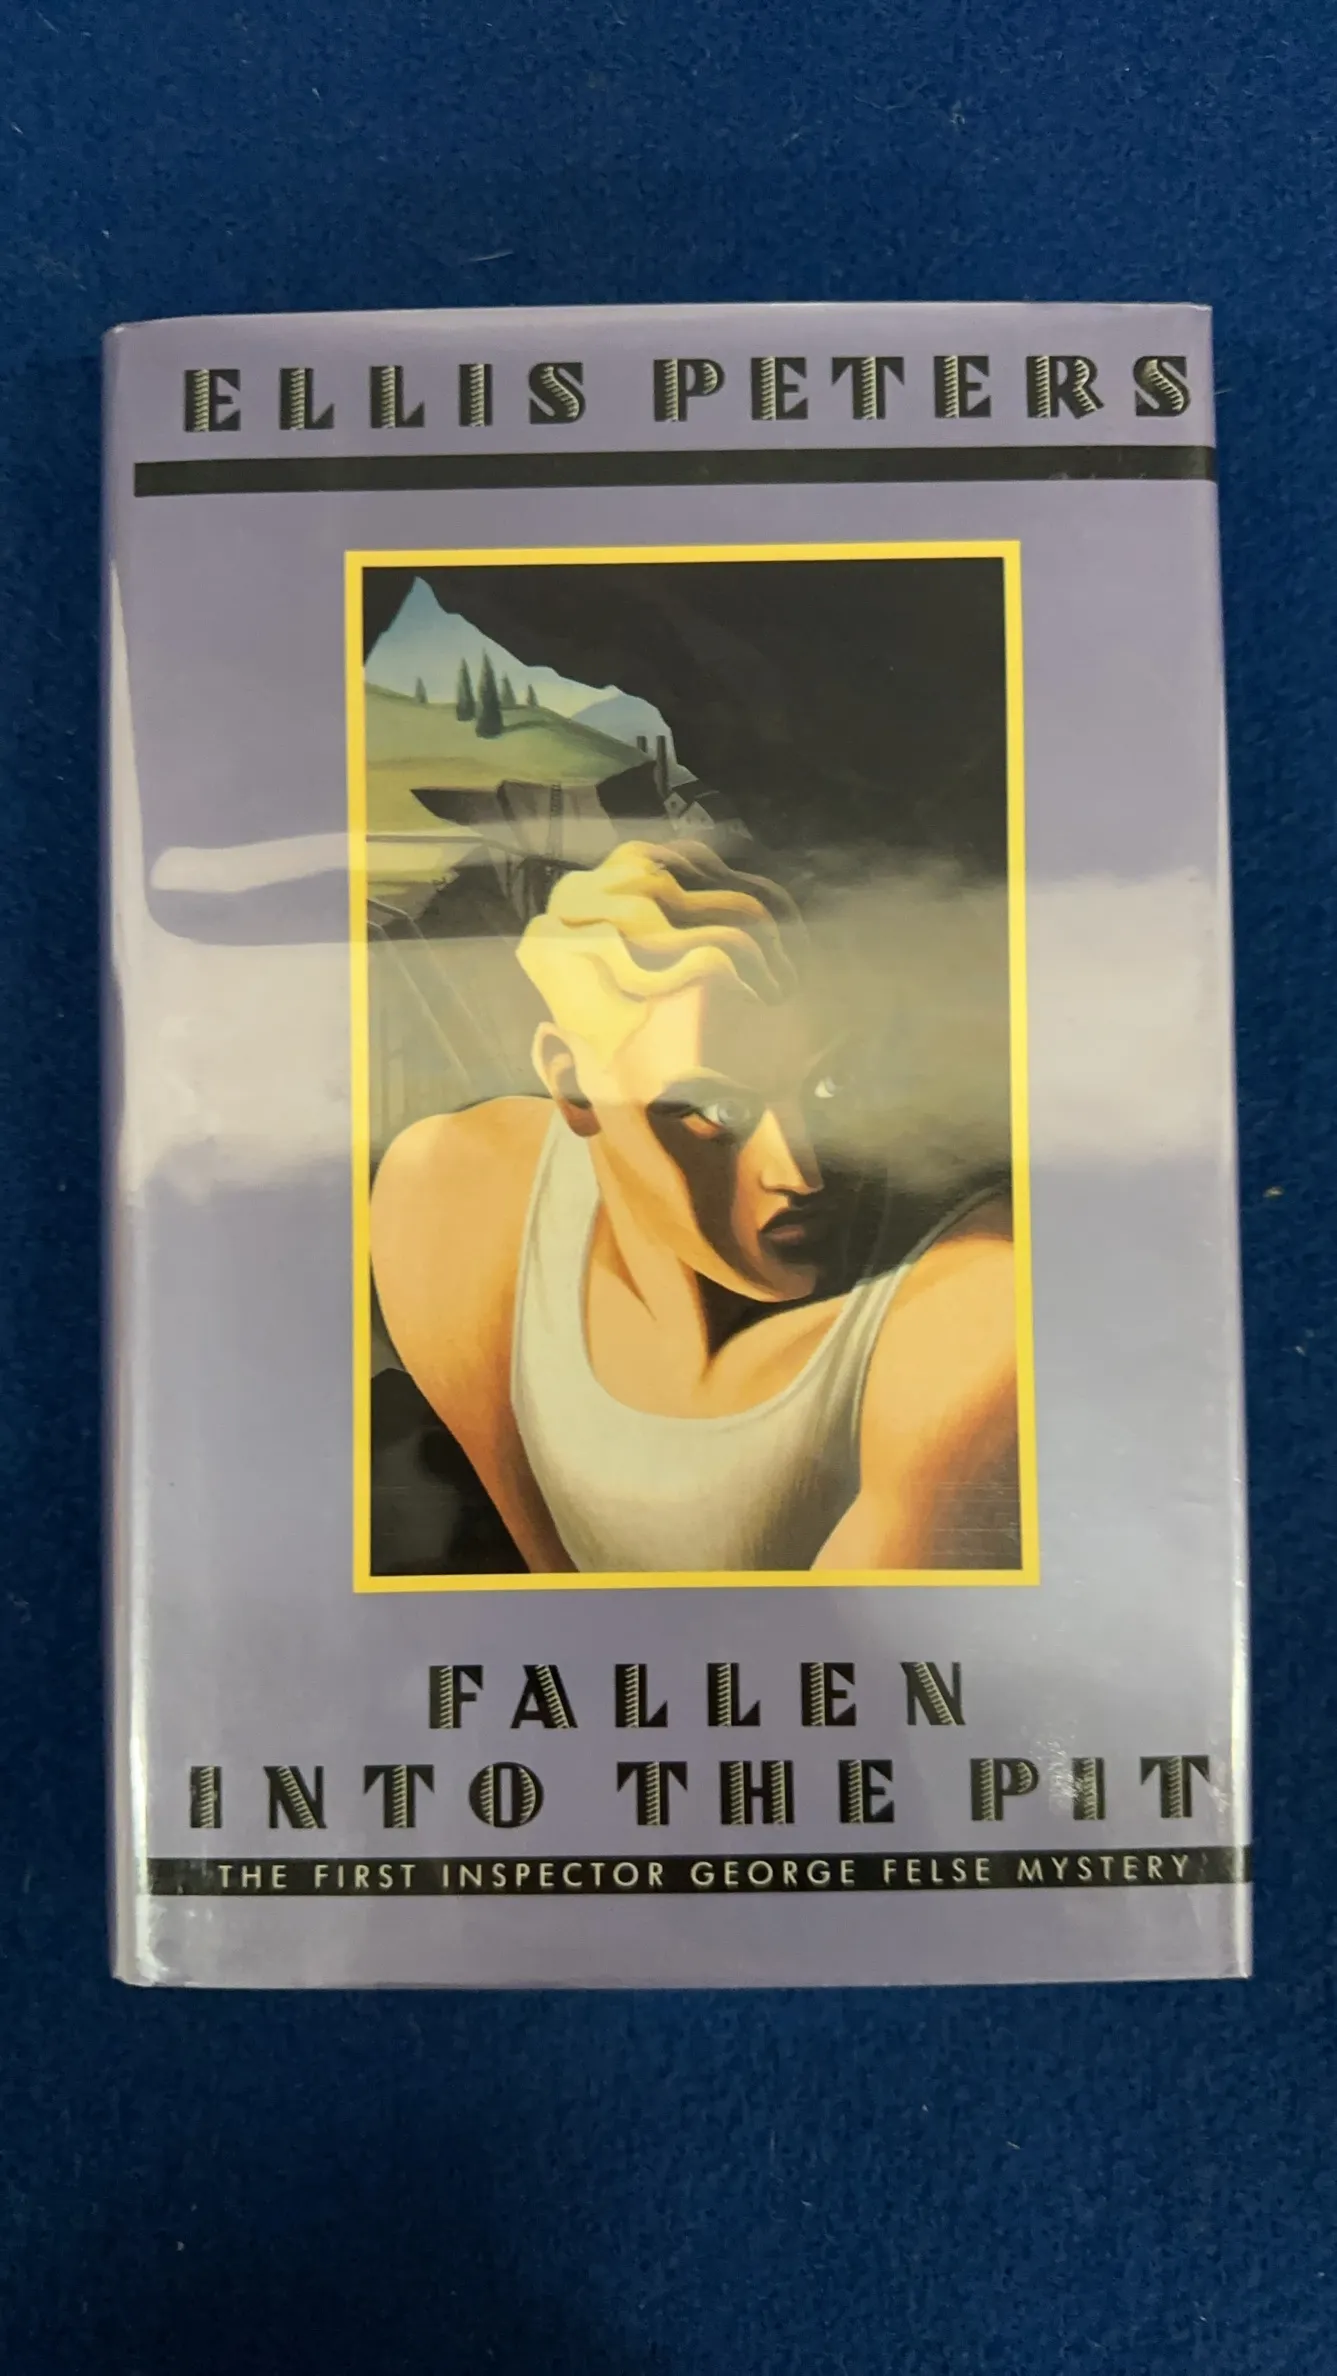 ELLIS PETERS
FALLEN
INTO THE PIT
THE FIRST INSPECTOR GEORGE FELSE MYSTERY